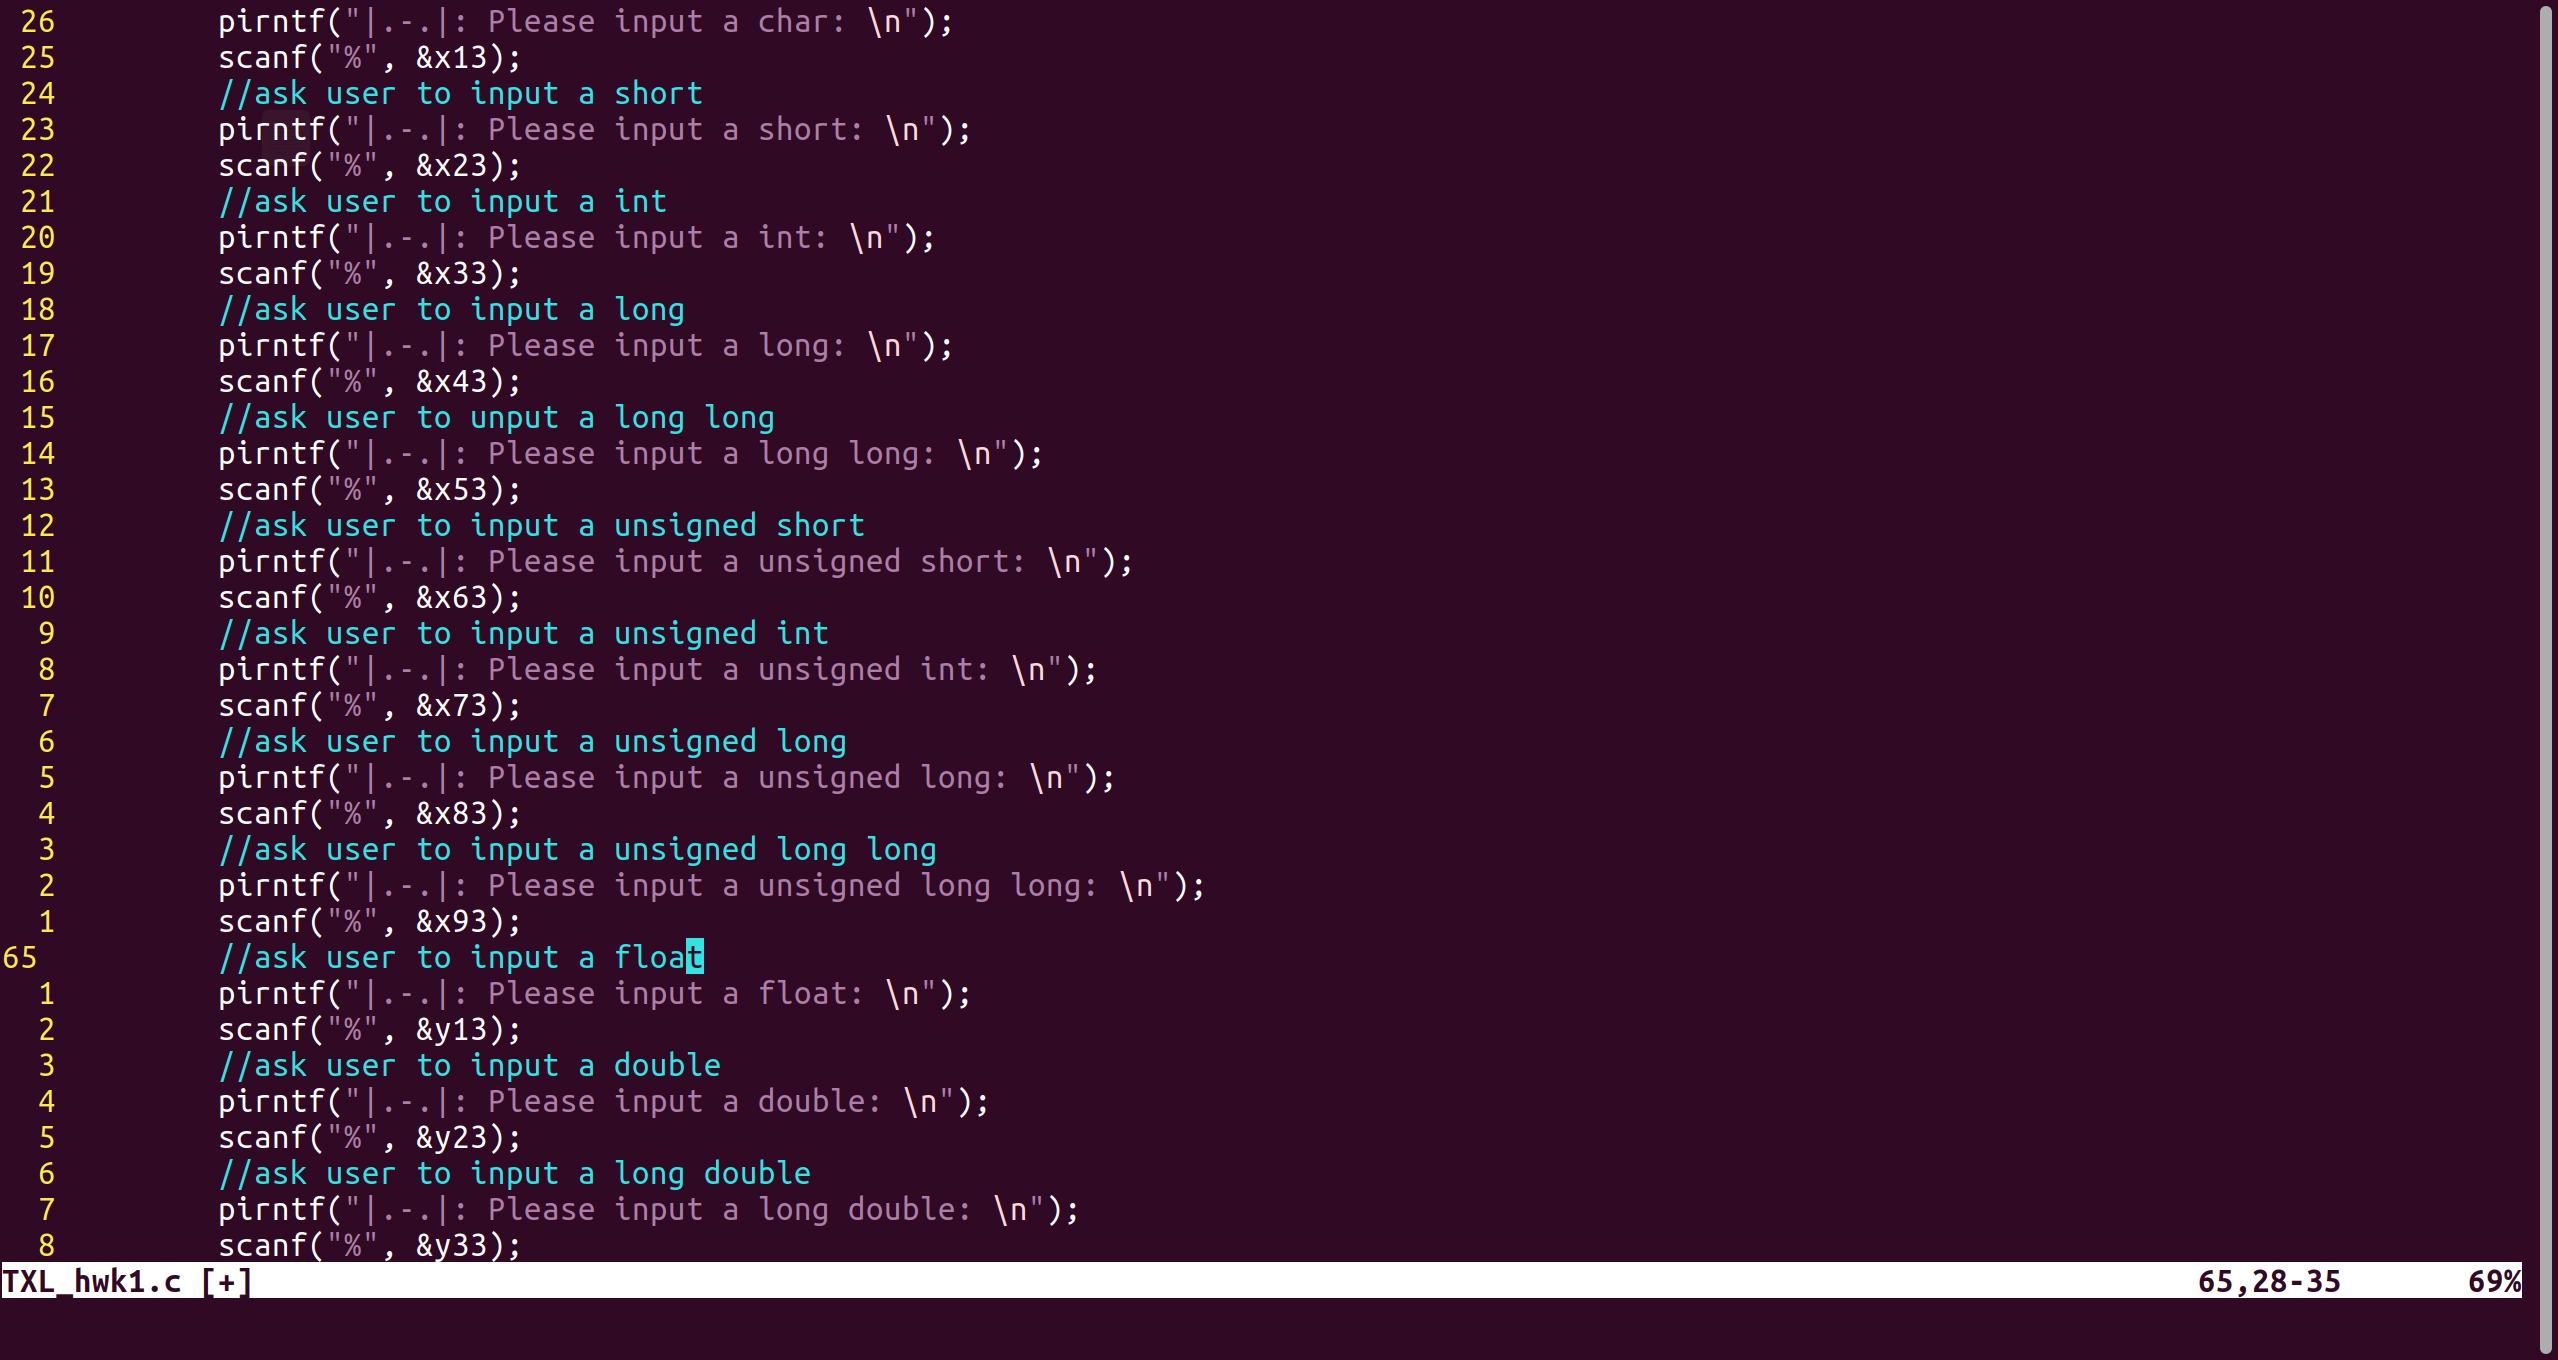 26         pirntf("|.-.|: Please input a char: \n");
25         scanf("%", &x13);
24         //ask user to input a short
23         pirntf("|.-.|: Please input a short: \n");
22         scanf("%", &x23);
21         //ask user to input a int
20         pirntf("|.-.|: Please input a int: \n");
19         scanf("%", &x33);
18         //ask user to input a long
17         pirntf("|.-.|: Please input a long: \n");
16         scanf("%", &x43);
15         //ask user to unput a long long
14         pirntf("|.-.|: Please input a long long: \n");
13         scanf("%", &x53);
12         //ask user to input a unsigned short
11         pirntf("|.-.|: Please input a unsigned short: \n");
10         scanf("%", &x63);
9         //ask user to input a unsigned int
8         pirntf("|.-.|: Please input a unsigned int: \n");
7         scanf("%", &x73);
6         //ask user to input a unsigned long
5         pirntf("|.-.|: Please input a unsigned long: \n");
4         scanf("%", &x83);
3         //ask user to input a unsigned long long
2         pirntf("|.-.|: Please input a unsigned long long: \n");
1         scanf("%", &x93);
65         //ask user to input a float
1         pirntf("|.-.|: Please input a float: \n");
2         scanf("%", &y13);
3         //ask user to input a double
4         pirntf("|.-.|: Please input a double: \n");
5         scanf("%", &y23);
6         //ask user to input a long double
7         pirntf("|.-.|: Please input a long double: \n");
8         scanf("%", &y33);
TXL_hwk1.c [+] 65,28-35 69%